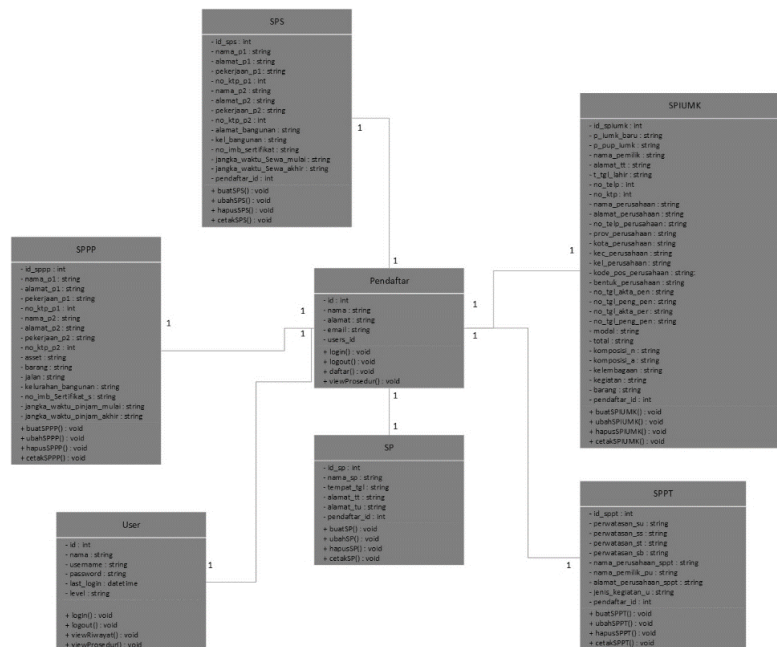 SPS
- id_sps : int
- nama_p1 : string
- alamat_p1 : string
- pekerjaan_p1 : string
- no_ktp_p1 : int
- nama_p2 : string
- alamat_p2 : string
- pekerjaan_p2 : string
- no_ktp_p2 : int
- alamat_bangunan : string
- kel_bangunan : string
- no_imb_sertifikat : string
- jangka_waktu_Sewa_mulai : string
- jangka_waktu_Sewa_akhir : string
- pendaftar_id : int
+ buatSPS() : void
+ ubahSPS() : void
+ hapusSPS() : void
+ cetakSPS() : void
1
1
SPIUMK
- id_spiumk : int
- p_iumk_baru : string
- p_pup_iumk : string
- nama_pemilik : string
- alamat_tt : string
- t_tgl_lahir : string
- no_telp : int
- no_ktp : int
- nama_perusahaan : string
- alamat_perusahaan : string
- no_telp_perusahaan : string
- prov_perusahaan : string
- kota_perusahaan : string
- kec_perusahaan : string
- kel_perusahaan : string
- kode_pos_perusahaan : string;
- bentuk_perusahaan : string
- no_tgl_akta_pen : string
- no_tgl_peng_pen : string
- no_tgl_akta_per : string
- no_tgl_peng_pen : string
- modal : string
- total : string
- komposisi_n : string
- komposisi_a : string
- kelembagaan : string
- kegiatan : string
- barang : string
- pendaftar_id : int
+ buatSPIUMK() : void
+ ubahSPIUMK() : void
+ hapusSPIUMK() : void
+ cetakSPIUMK() : void
1
1
SPPP
- id_sppp : int
- nama_p1 : string
- alamat_p1 : string
- pekerjaan_p1 : string
- no_ktp_p1 : int
- nama_p2 : string
- alamat_p2 : string
- pekerjaan_p2 : string
- no_ktp_p2 : int
- asset : string
- barang : string
- jalan : string
- kelurahan_bangunan : string
- no_imb_Sertifikat_s : string
- jangka_waktu_pinjam_mulai : string
- jangka_waktu_pinjam_akhir : string
+ buatSPPP() : void
+ ubahSPPP() : void
+ hapusSPPP() : void
+ cetakSPPP() : void
1
1
1
Pendaftar
- id : int
- nama : string
- alamat : string
- email : string
- users_id
+ login() : void
+ logout() : void
+ daftar() : void
+ viewProsedur() : void
1
1
1
SP
- id_sp : int
- nama_sp : string
- tempat_tgl : string
- alamat_tt : string
- alamat_tu : string
- pendaftar_id : int
+ buatSP() : void
+ ubahSP() : void
+ hapusSP() : void
+ cetakSP() : void
User
- id : int
- nama : string
- username : string
- password : string
- last_login : datetime
- level : string
+ login() : void
+ logout() : void
+ viewRiwayat() : void
+ viewProsedur() : void
1
SPPT
- id_sppt : int
- perwatasan_su : string
- perwatasan_ss : string
- perwatasan_st : string
- perwatasan_sb : string
- nama_perusahaan_sppt : string
- nama_pemilik_pu : string
- alamat_perusahaan_sppt : string
- jenis_kegiatan_u : string
- pendaftar_id : int
+ buatSPPT() : void
+ ubahSPPT() : void
+ hapusSPPT() : void
+ cetakSPPT() : void
1